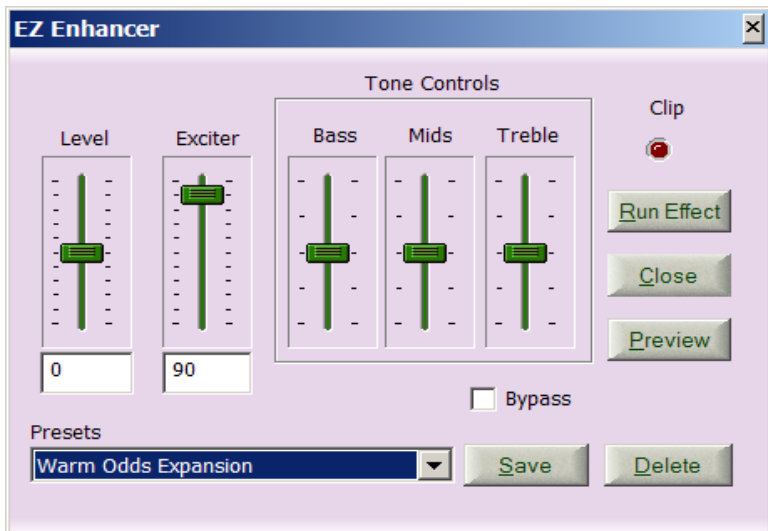 EZ Enhancer
Tone Controls
Clip
Level
Exciter
Bass
Mids
Treble
Run Effect
Close
Preview
0
90
Bypass
Presets
Warm Odds Expansion
Save
Delete